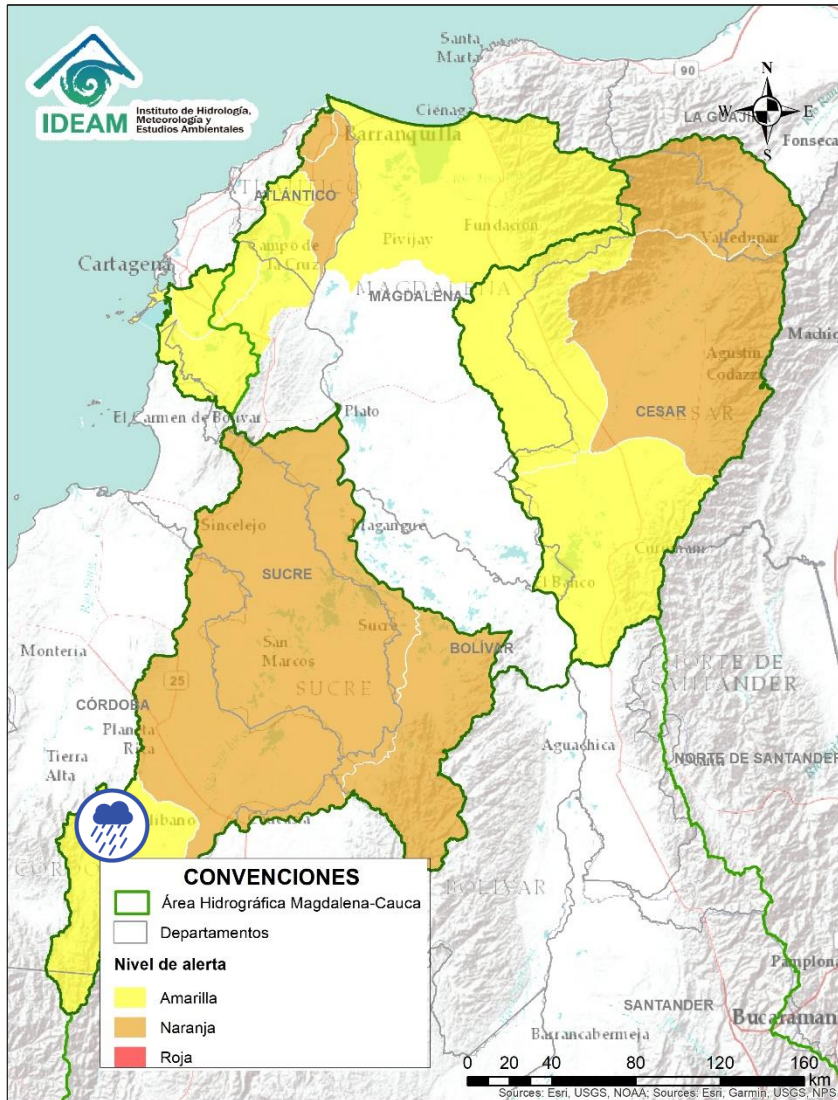 IDEAM
Instituto de Hidrología,
Meteorología y
Estudios Ambientales
Santa
Marta
90
N
W
E
S
Ciénaga
Barranquilla
Fonseca
ATLÁNTICO
Valledupar
Campo de
la Cruz
Pivijay
Fundación
Cartagena
MAGDALENA
MAGDALENA
Agustín
Codazzi
CESAR
El Carmen de Bolívar
Plato
Sincelejo
Magangué
SUCRE
El Banco
Sucre
San
Marcos
BOLÍVAR
Montería
25
SUCRE
NORTE DE
SANTANDER
CÓRDOBA
Planeta
Rica
Tierra
Alta
Aguachica
NORTE DE SANTANDER
CONVENCIONES
Área Hidrográfica Magdalena-Cauca
Departamentos
Nivel de alerta
Amarilla
Naranja
Roja
BOLÍVAR
Pamplona
SANTANDER
Bucaraman
Barrancabermeja
0 20 40 80 120 160
km
Sources: Esri, USGS, NOAA; Sources: Esri, Garmin, USGS, NPS